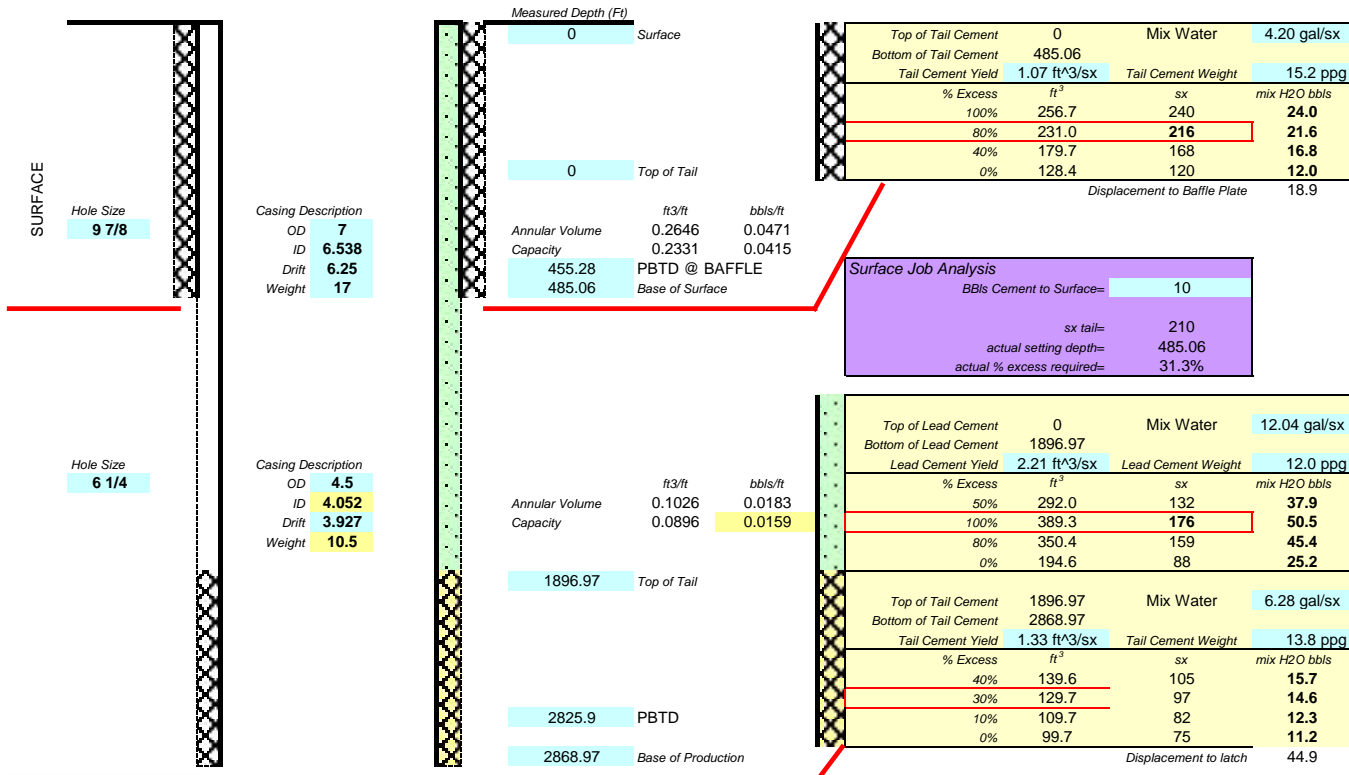 Measured Depth (Ft)
0 Surface
0 Top of Tail
SURFACE
Hole Size
9 7/8
Casing Description
OD 7
ID 6.538
Drift 6.25
Weight 17
ft3/ft bbls/ft
Annular Volume 0.2646 0.0471
Capacity 0.2331 0.0415
455.28 PBTD @ BAFFLE
485.06 Base of Surface
Top of Tail Cement 0 Mix Water 4.20 gal/sx
Bottom of Tail Cement 485.06
Tail Cement Yield 1.07 ft^3/sx Tail Cement Weight 15.2 ppg
% Excess ft³ sx mix H2O bbls
100% 256.7 240 24.0
80% 231.0 216 21.6
40% 179.7 168 16.8
0% 128.4 120 12.0
Displacement to Baffle Plate 18.9
Surface Job Analysis
BBls Cement to Surface= 10
sx tail= 210
actual setting depth= 485.06
actual % excess required= 31.3%
Hole Size
6 1/4
Casing Description
OD 4.5
ID 4.052
Drift 3.927
Weight 10.5
ft3/ft bbls/ft
Annular Volume 0.1026 0.0183
Capacity 0.0896 0.0159
1896.97 Top of Tail
2825.9 PBTD
2868.97 Base of Production
Top of Lead Cement 0 Mix Water 12.04 gal/sx
Bottom of Lead Cement 1896.97
Lead Cement Yield 2.21 ft^3/sx Lead Cement Weight 12.0 ppg
% Excess ft³ sx mix H2O bbls
50% 292.0 132 37.9
100% 389.3 176 50.5
80% 350.4 159 45.4
0% 194.6 88 25.2
Top of Tail Cement 1896.97 Mix Water 6.28 gal/sx
Bottom of Tail Cement 2868.97
Tail Cement Yield 1.33 ft^3/sx Tail Cement Weight 13.8 ppg
% Excess ft³ sx mix H2O bbls
40% 139.6 105 15.7
30% 129.7 97 14.6
10% 109.7 82 12.3
0% 99.7 75 11.2
Displacement to latch 44.9